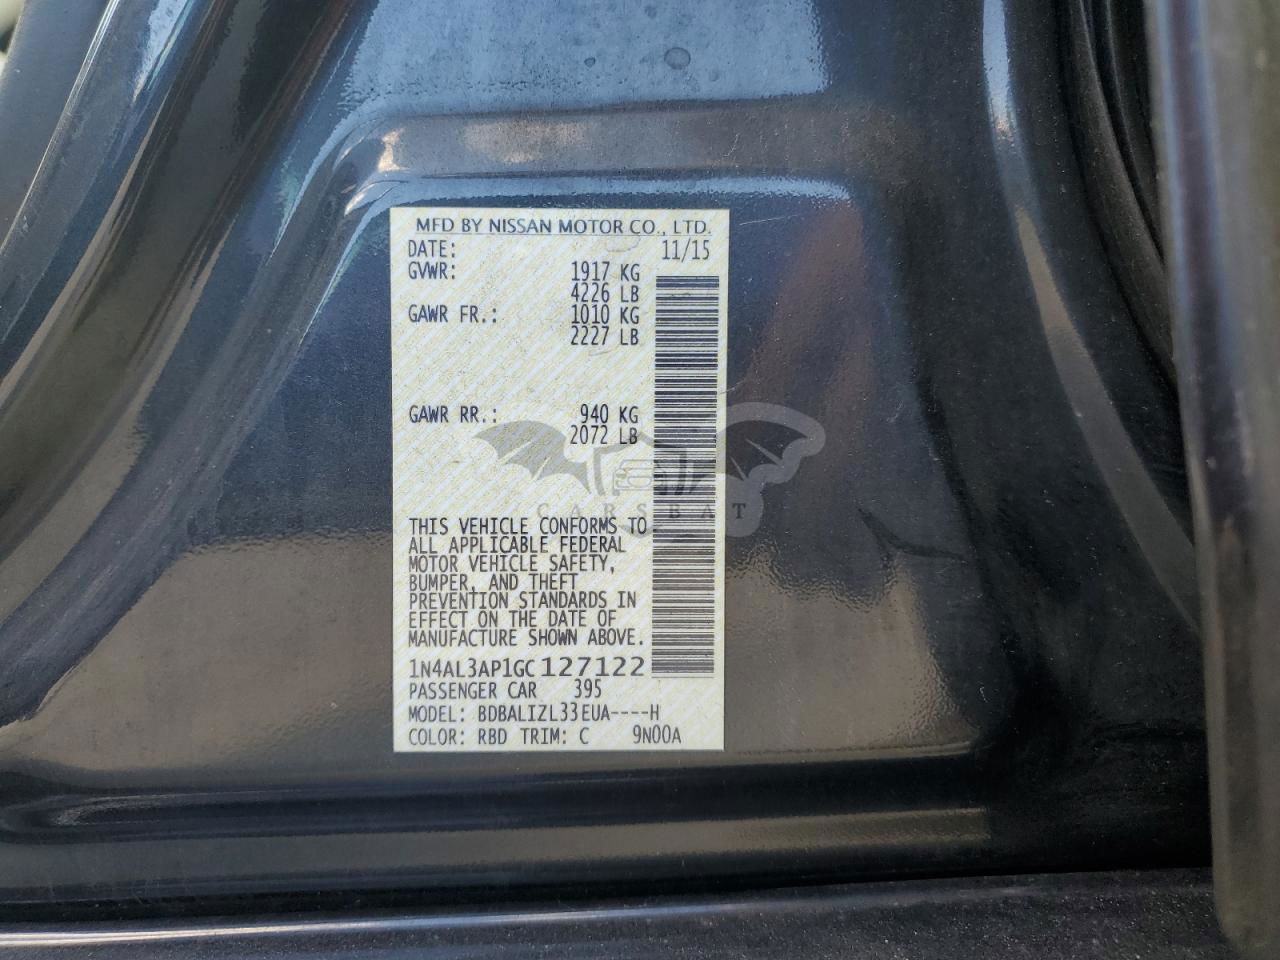 MFD BY NISSAN MOTOR CO., LTD.
DATE: 11/15
GVWR: 1917 KG
4226 LB
GAWR FR.: 1010 KG
2227 LB
GAWR RR.: 940 KG
2072 LB
CARSBAT
THIS VEHICLE CONFORMS TO
ALL APPLICABLE FEDERAL
MOTOR VEHICLE SAFETY,
BUMPER, AND THEFT
PREVENTION STANDARDS IN
EFFECT ON THE DATE OF
MANUFACTURE SHOWN ABOVE.
1N4AL3AP1GC127122
PASSENGER CAR 395
MODEL: BDBALIZL33EUA----H
COLOR: RBD TRIM: C 9N00A